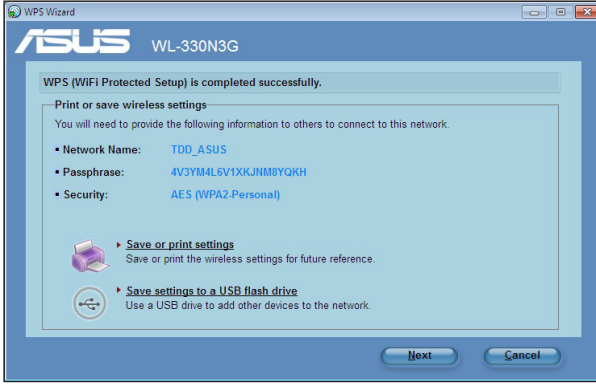 WPS Wizard
ASUS WL-330N3G
WPS (WiFi Protected Setup) is completed successfully.
Print or save wireless settings
You will need to provide the following information to others to connect to this network.
Network Name: TDD_ASUS
Passphrase: 4V3YM4L6V1XKJNM8YQKH
Security: AES (WPA2-Personal)
Save or print settings
Save or print the wireless settings for future reference.
Save settings to a USB flash drive
Use a USB drive to add other devices to the network.
Next Cancel